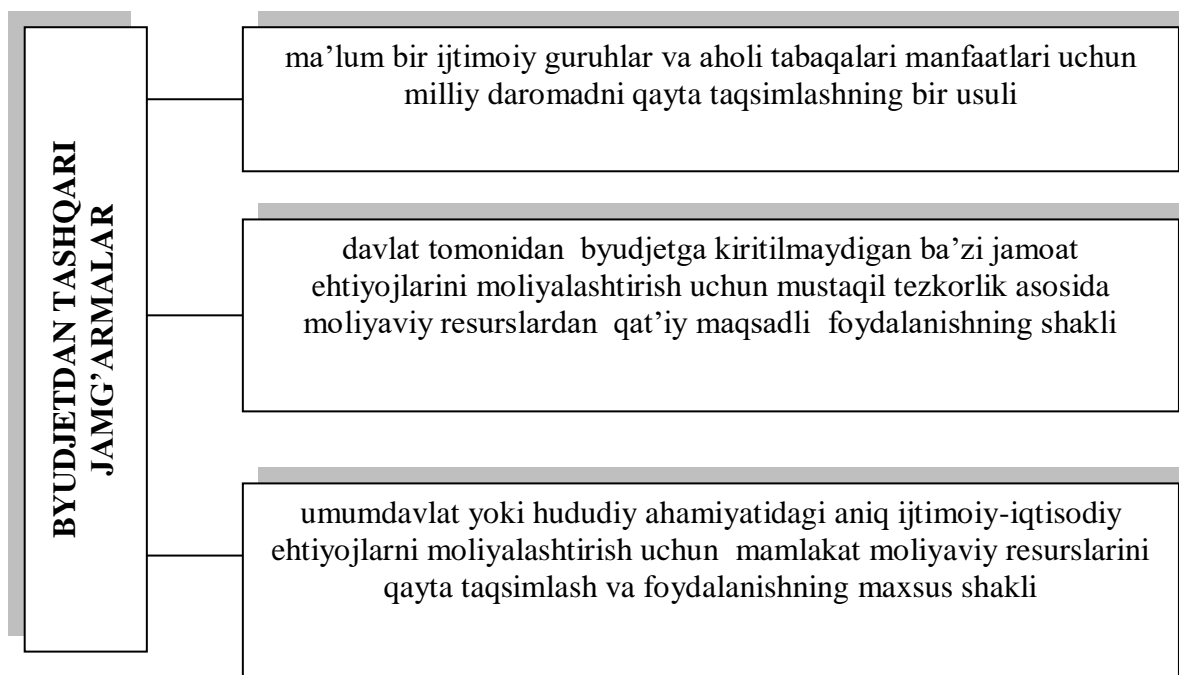 BYUDJETDAN TASHQARI
JAMG’ARMALAR
ma’lum bir ijtimoiy guruhlar va aholi tabaqalari manfaatlari uchun
milliy daromadni qayta taqsimlashning bir usuli
davlat tomonidan byudjetga kiritilmaydigan ba’zi jamoat
ehtiyojlarini moliyalashtirish uchun mustaqil tezkorlik asosida
moliyaviy resurslardan qat’iy maqsadli foydalanishning shakli
umumdavlat yoki hududiy ahamiyatidagi aniq ijtimoiy-iqtisodiy
ehtiyojlarni moliyalashtirish uchun mamlakat moliyaviy resurslarini
qayta taqsimlash va foydalanishning maxsus shakli